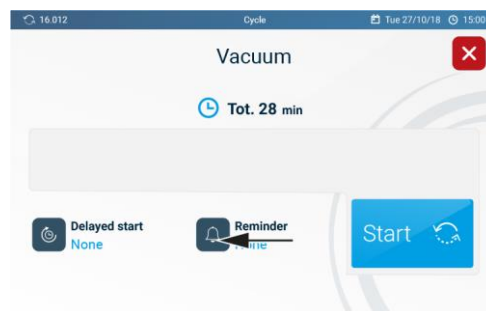 16.012 Cycle Tue 27/10/18 15:00
Vacuum
Tot. 28 min
Delayed start
None
Reminder
Start